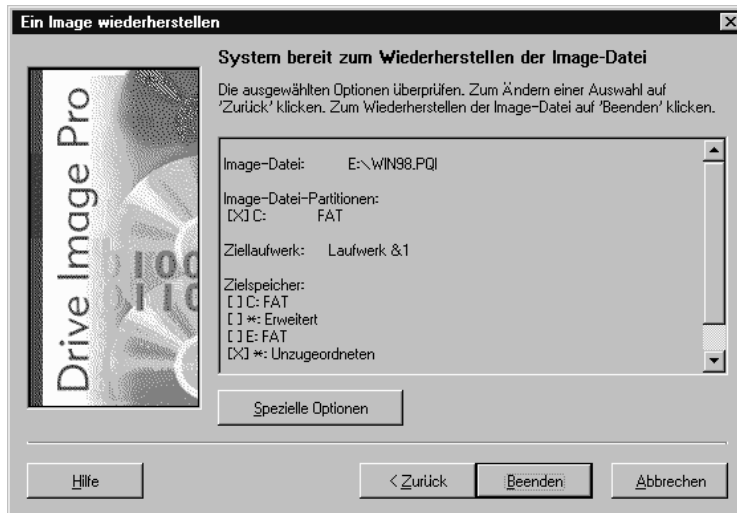 Ein Image wiederherstellen
System bereit zum Wiederherstellen der Image-Datei
Die ausgewählten Optionen überprüfen. Zum Ändern einer Auswahl auf
'Zurück' klicken. Zum Wiederherstellen der Image-Datei auf 'Beenden' klicken.
Image-Datei: E:\WIN98.PQI
Image-Datei-Partitionen:
[X] C: FAT
Ziellaufwerk: Laufwerk &1
Zielspeicher:
[ ] C: FAT
[ ] *: Erweitert
[ ] E: FAT
[X] *: Unzugeordneten
Drive Image Pro
100
110
Spezielle Optionen
Hilfe
< Zurück
Beenden
Abbrechen